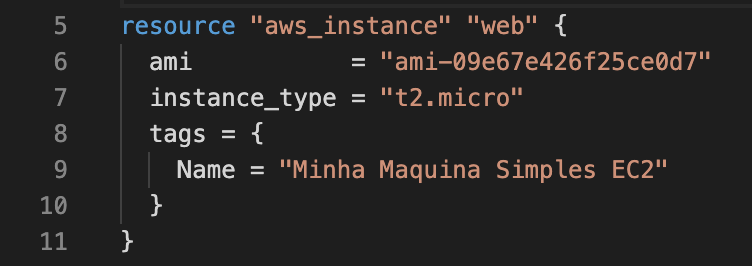 5 resource "aws_instance" "web" {
6   ami           = "ami-09e67e426f25ce0d7"
7   instance_type = "t2.micro"
8   tags = {
9     Name = "Minha Maquina Simples EC2"
10   }
11 }